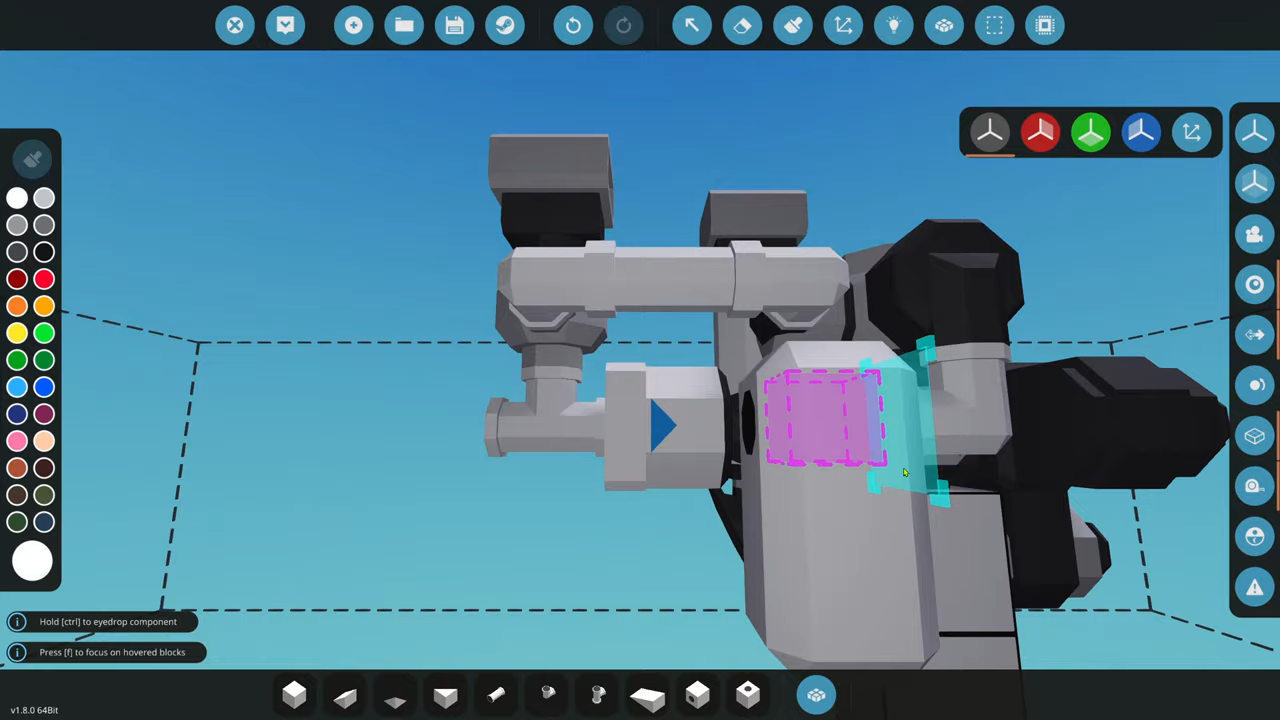 Hold [ctrl] to eyedrop component
Press [f] to focus on hovered blocks
v1.8.0 64Bit